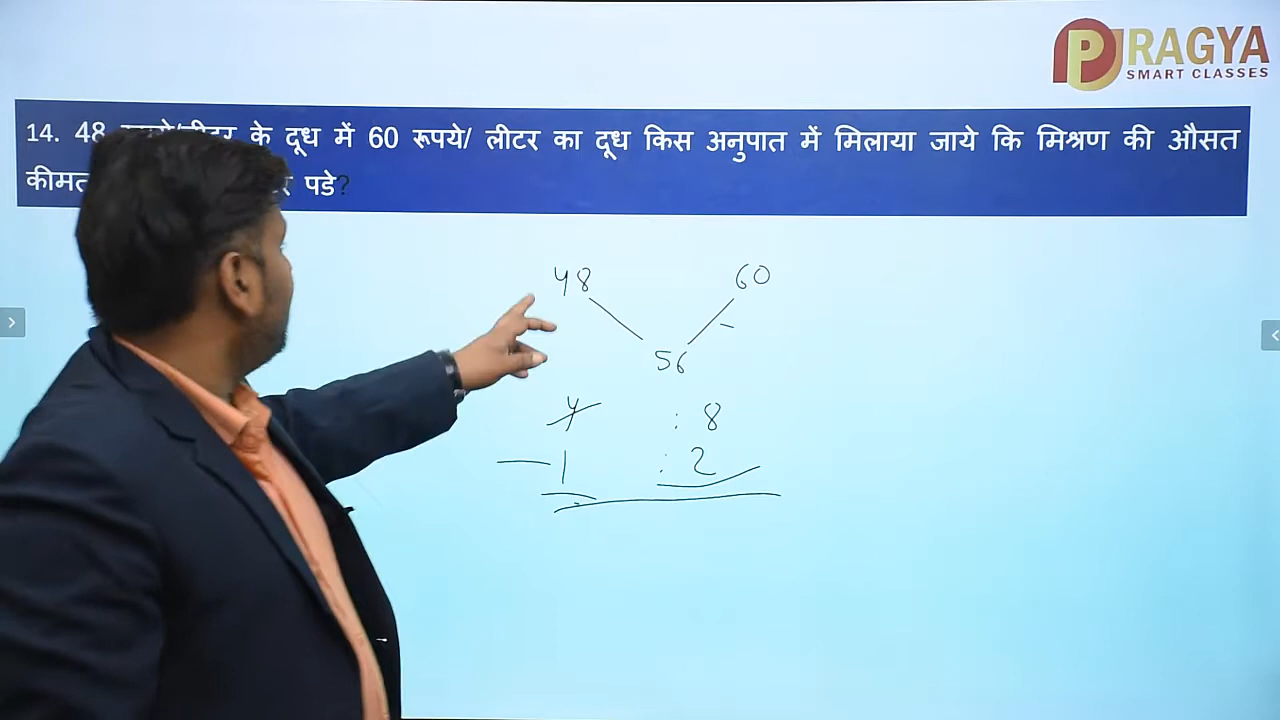 PRAGYA
SMART CLASSES
14. 48 के दूध में 60 रूपये/ लीटर का दूध किस अनुपात में मिलाया जाये कि मिश्रण की औसत
पडे?
48 60
56
4 : 8
1 : 2